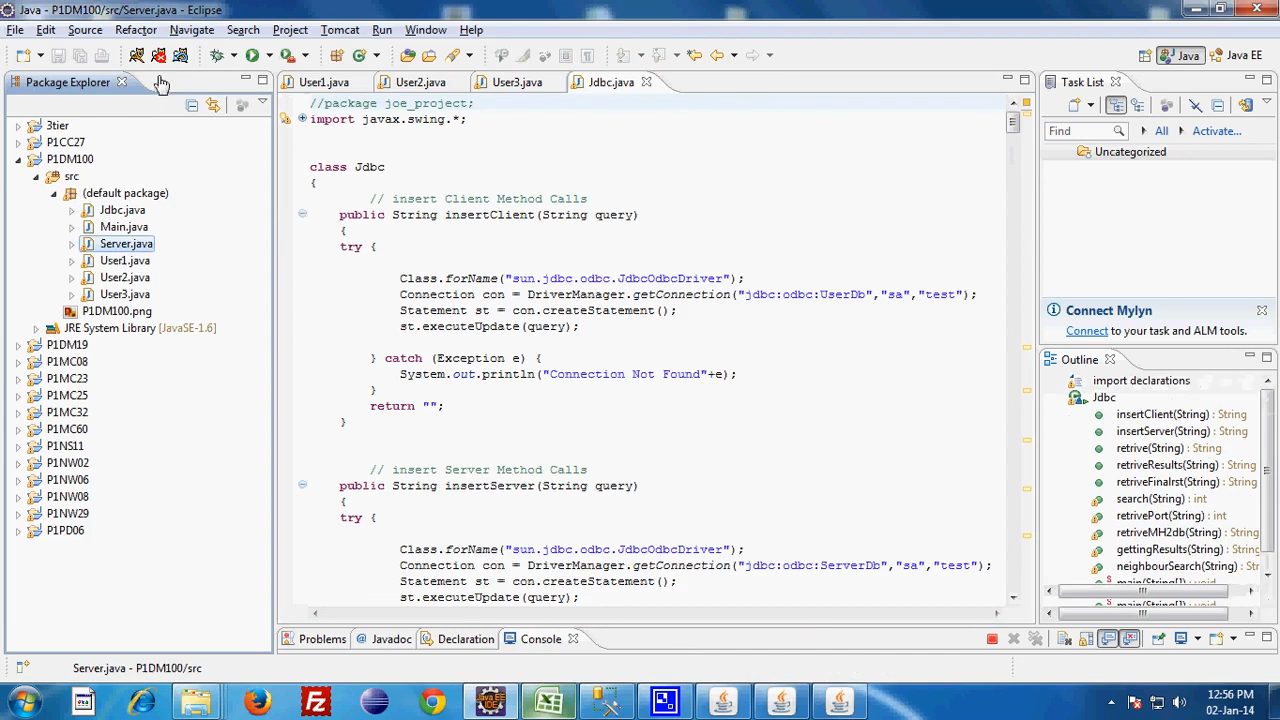 Java - P1DM100/src/Server.java - Eclipse
File Edit Source Refactor Navigate Search Project Tomcat Run Window Help
Java Java EE
Package Explorer
3tier
P1CC27
P1DM100
src
(default package)
Jdbc.java
Main.java
Server.java
User1.java
User2.java
User3.java
P1DM100.png
JRE System Library [JavaSE-1.6]
P1DM19
P1MC08
P1MC23
P1MC25
P1MC32
P1MC60
P1NS11
P1NW02
P1NW06
P1NW08
P1NW29
P1PD06
User1.java User2.java User3.java Jdbc.java
//package joe_project;
import javax.swing.*;
class Jdbc
{
// insert Client Method Calls
public String insertClient(String query)
{
try {
Class.forName("sun.jdbc.odbc.JdbcOdbcDriver");
Connection con = DriverManager.getConnection("jdbc:odbc:UserDb","sa","test");
Statement st = con.createStatement();
st.executeUpdate(query);
} catch (Exception e) {
System.out.println("Connection Not Found"+e);
}
return "";
}
// insert Server Method Calls
public String insertServer(String query)
{
try {
Class.forName("sun.jdbc.odbc.JdbcOdbcDriver");
Connection con = DriverManager.getConnection("jdbc:odbc:ServerDb","sa","test");
Statement st = con.createStatement();
st.executeUpdate(query);
Task List
Find All Activate...
Uncategorized
Connect Mylyn
Connect to your task and ALM tools.
Outline
import declarations
Jdbc
insertClient(String) : String
insertServer(String) : String
retrive(String) : String
retriveResults(String) : String
retriveFinalrst(String) : String
search(String) : int
retrivePort(String) : int
retriveMH2db(String) : String
gettingResults(String) : String
neighbourSearch(String) : String
main(String[]) : void
Problems Javadoc Declaration Console
Server.java - P1DM100/src
12:56 PM
02-Jan-14